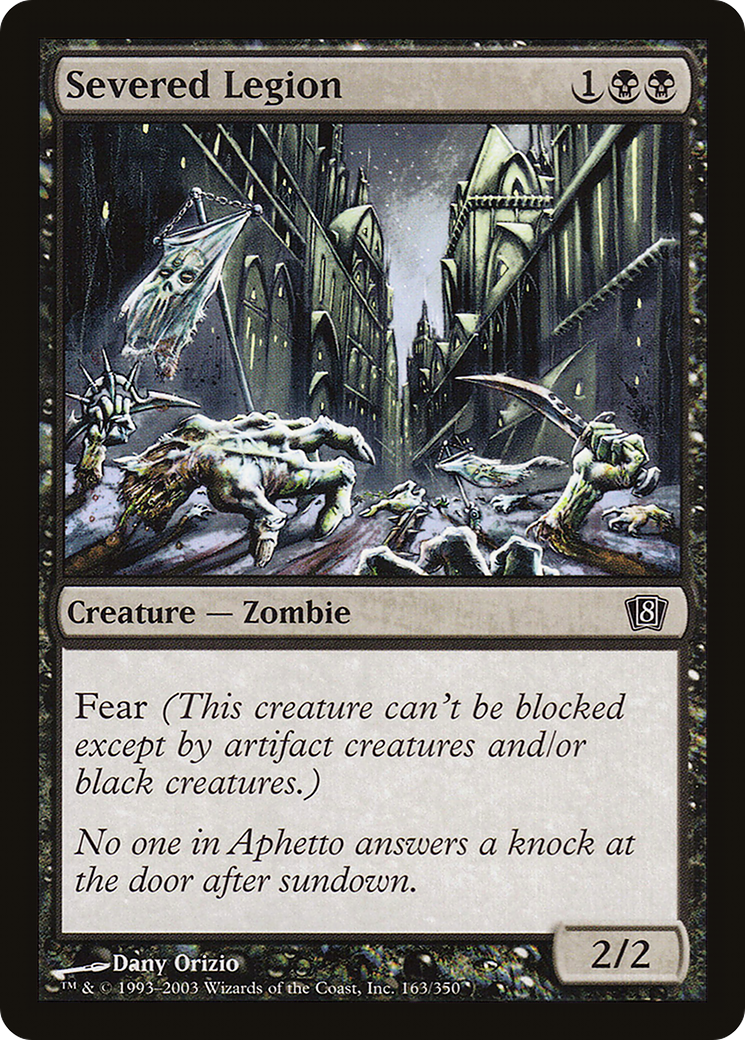 Severed Legion 1
Creature — Zombie 8
Fear (This creature can't be blocked
except by artifact creatures and/or
black creatures.)
No one in Aphetto answers a knock at
the door after sundown.
2/2
Dany Orizio
™ & © 1993–2003 Wizards of the Coast, Inc. 163/350